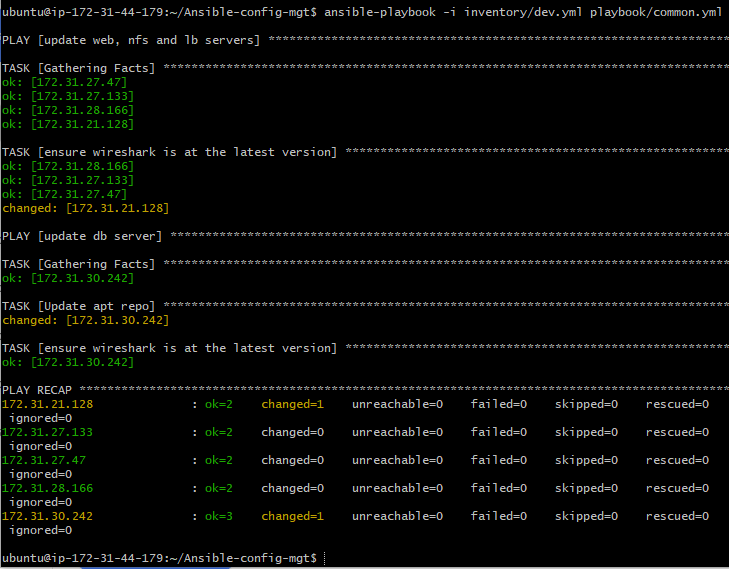 ubuntu@ip-172-31-44-179:~/Ansible-config-mgt$ ansible-playbook -i inventory/dev.yml playbook/common.yml
PLAY [update web, nfs and lb servers] *******************************************************************
TASK [Gathering Facts] **********************************************************************************
ok: [172.31.27.47]
ok: [172.31.27.133]
ok: [172.31.28.166]
ok: [172.31.21.128]
TASK [ensure wireshark is at the latest version] ********************************************************
ok: [172.31.28.166]
ok: [172.31.27.133]
ok: [172.31.27.47]
changed: [172.31.21.128]
PLAY [update db server] *********************************************************************************
TASK [Gathering Facts] **********************************************************************************
ok: [172.31.30.242]
TASK [Update apt repo] **********************************************************************************
changed: [172.31.30.242]
TASK [ensure wireshark is at the latest version] ********************************************************
ok: [172.31.30.242]
PLAY RECAP **********************************************************************************************
172.31.21.128 : ok=2 changed=1 unreachable=0 failed=0 skipped=0 rescued=0
ignored=0
172.31.27.133 : ok=2 changed=0 unreachable=0 failed=0 skipped=0 rescued=0
ignored=0
172.31.27.47 : ok=2 changed=0 unreachable=0 failed=0 skipped=0 rescued=0
ignored=0
172.31.28.166 : ok=2 changed=0 unreachable=0 failed=0 skipped=0 rescued=0
ignored=0
172.31.30.242 : ok=3 changed=1 unreachable=0 failed=0 skipped=0 rescued=0
ignored=0
ubuntu@ip-172-31-44-179:~/Ansible-config-mgt$